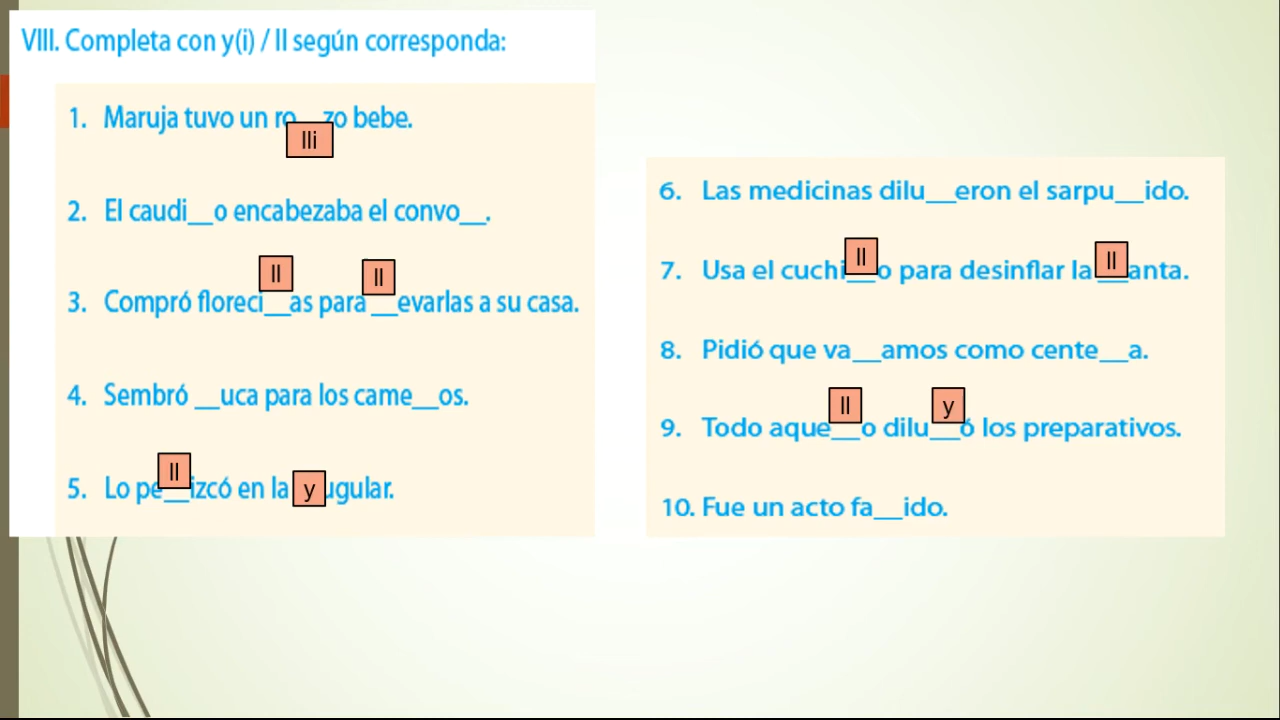 VIII. Completa con y(i) / ll según corresponda:
1. Maruja tuvo un ro__zo bebe.
lli
2. El caudi__o encabezaba el convo__.
ll ll
3. Compró floreci__as para __evarlas a su casa.
4. Sembró __uca para los came__os.
ll
5. Lo pe__izcó en la y ugular.
6. Las medicinas dilu__eron el sarpu__ido.
ll ll
7. Usa el cuchi__o para desinflar la __anta.
8. Pidió que va__amos como cente__a.
ll y
9. Todo aque__o dilu__ó los preparativos.
10. Fue un acto fa__ido.